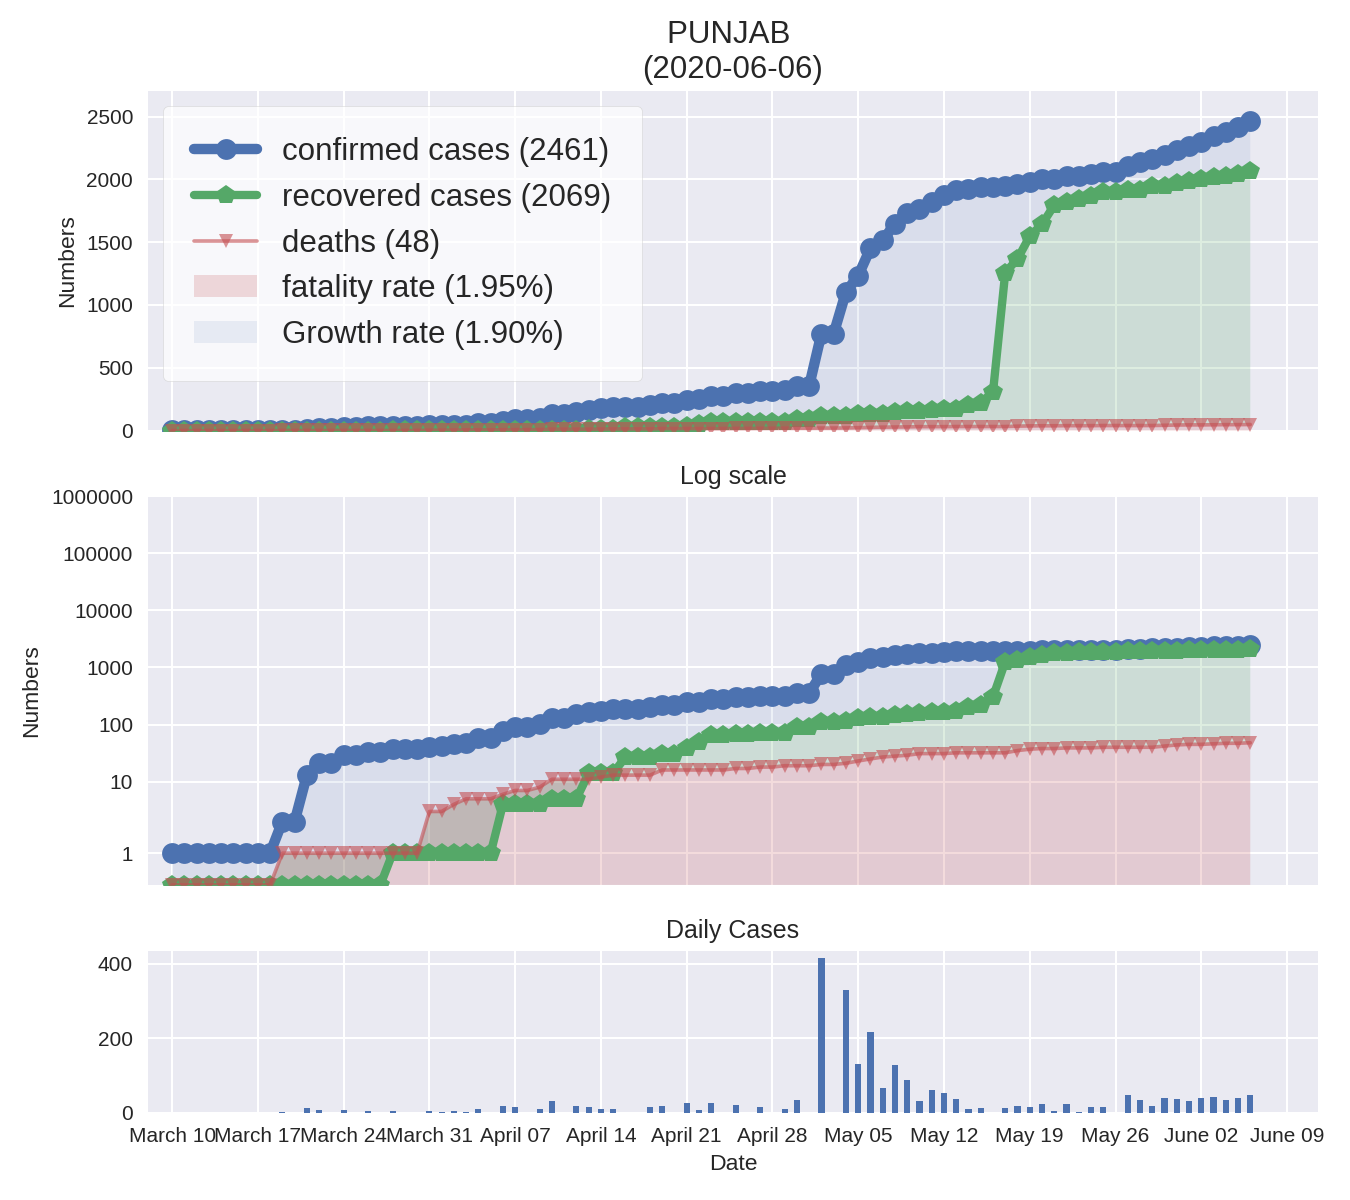 PUNJAB
(2020-06-06)
2500
2000
1500
1000
500
0
Numbers
confirmed cases (2461)
recovered cases (2069)
deaths (48)
fatality rate (1.95%)
Growth rate (1.90%)
Log scale
1000000
100000
10000
1000
100
10
1
Numbers
Daily Cases
400
200
0
March 10 March 17 March 24 March 31 April 07 April 14 April 21 April 28 May 05 May 12 May 19 May 26 June 02 June 09
Date